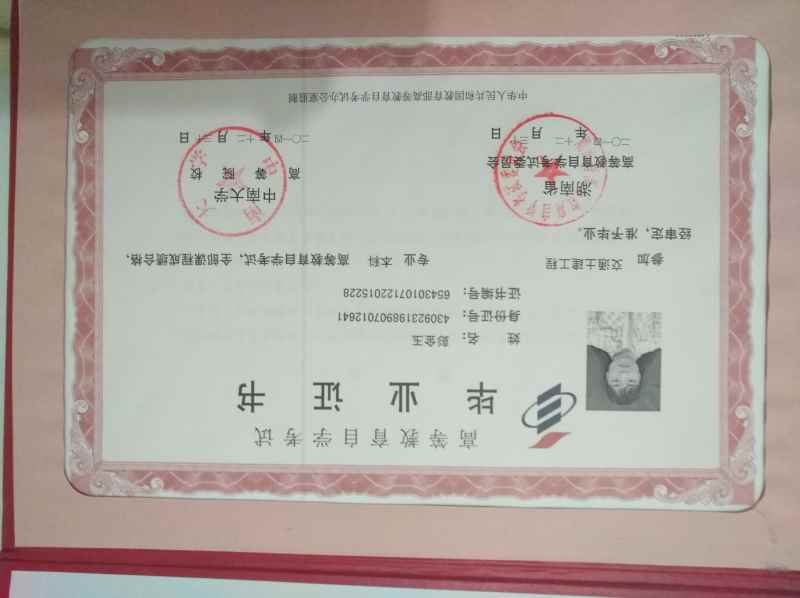 高等教育自学考试
毕业证书
姓 名：彭金玉
身份证号：430923198907012641
证书编号：65430107122015228
参加 交通土建工程 专业 本科 高等教育自学考试，全部课程成绩合格，
经审定，准予毕业。
湖南省 中南大学
高等教育自学考试委员会 高等院校
二〇一四年十二月 日 二〇一四年十二月 日
中华人民共和国教育部高等教育自学考试办公室监制